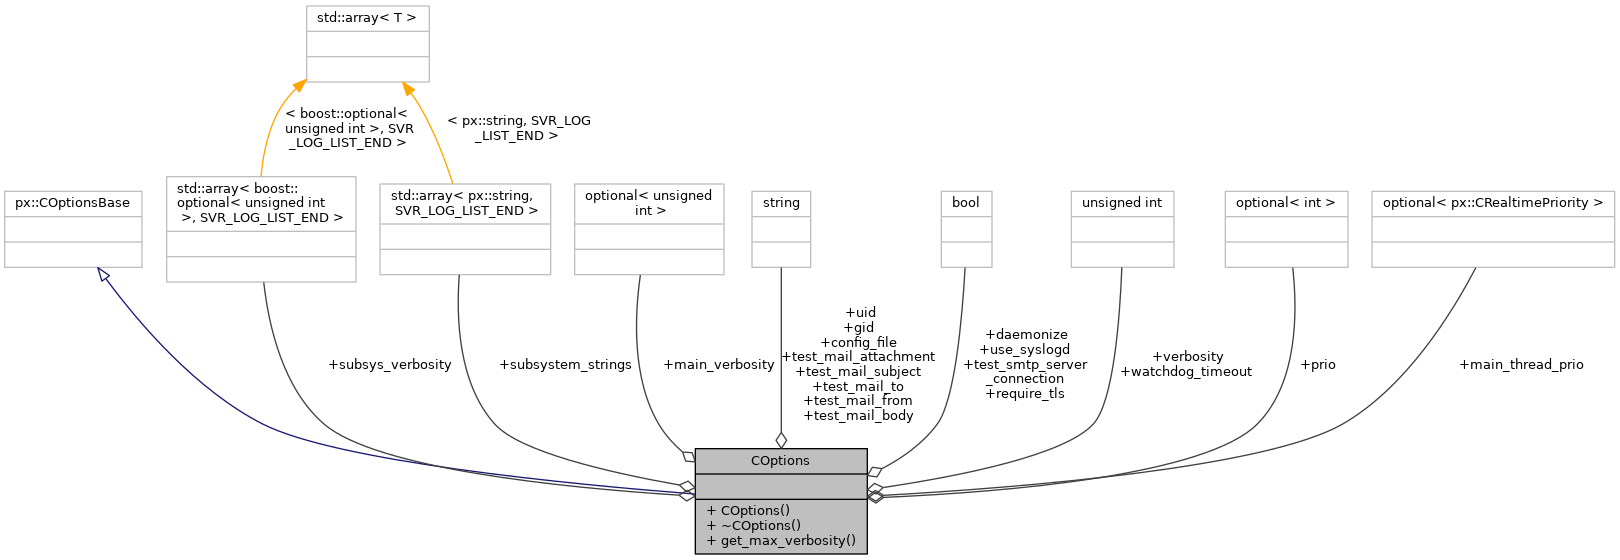 std::array< T >
< boost::optional<
unsigned int >, SVR
_LOG_LIST_END >
< px::string, SVR_LOG
_LIST_END >
px::COptionsBase
std::array< boost::
optional< unsigned int
>, SVR_LOG_LIST_END >
std::array< px::string,
SVR_LOG_LIST_END >
optional< unsigned
int >
string
bool
unsigned int
optional< int >
optional< px::CRealtimePriority >
+subsys_verbosity
+subsystem_strings
+main_verbosity
+uid
+gid
+config_file
+test_mail_attachment
+test_mail_subject
+test_mail_to
+test_mail_from
+test_mail_body
+daemonize
+use_syslogd
+test_smtp_server
_connection
+require_tls
+verbosity
+watchdog_timeout
+prio
+main_thread_prio
COptions
+ COptions()
+ ~COptions()
+ get_max_verbosity()